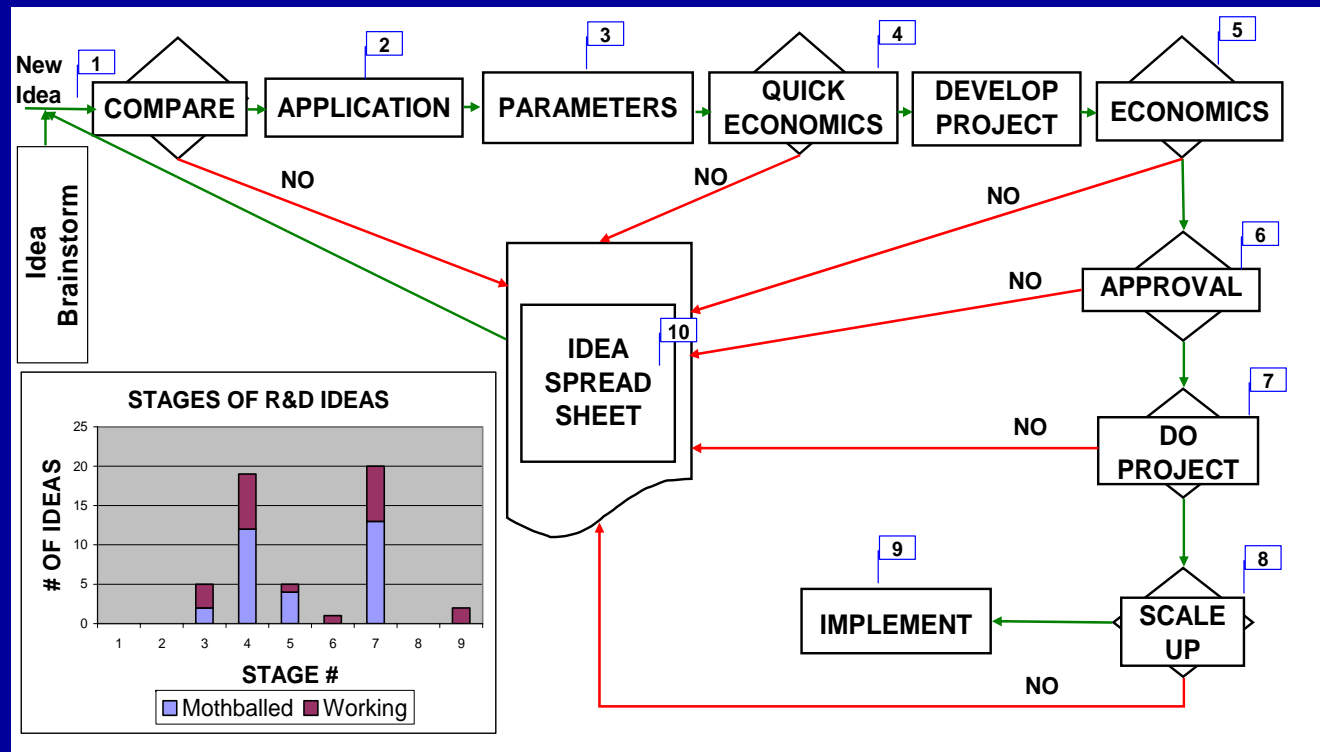 New
Idea
1
COMPARE
2
APPLICATION
3
PARAMETERS
4
QUICK
ECONOMICS
DEVELOP
PROJECT
5
ECONOMICS
NO
NO
NO
Idea
Brainstorm
6
APPROVAL
NO
10
IDEA
SPREAD
SHEET
7
DO
PROJECT
NO
8
SCALE
UP
9
IMPLEMENT
NO
STAGES OF R&D IDEAS
# OF IDEAS
25
20
15
10
5
0
1 2 3 4 5 6 7 8 9
STAGE #
Mothballed Working